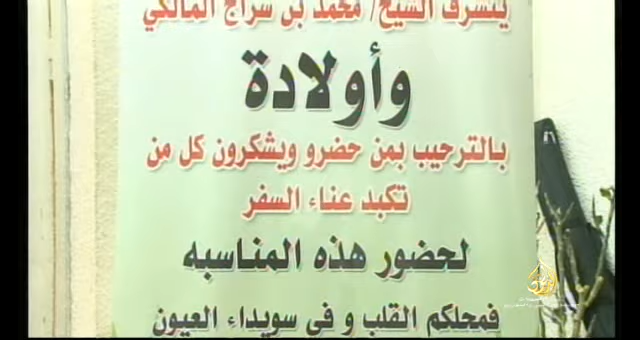 يتشرف الشيخ/ محمد بن سراج المالكي
وأولادة
بالترحيب بمن حضرو ويشكرون كل من
تكبد عناء السفر
لحضور هذه المناسبه
فمحلكم القلب و في سويداء العيون